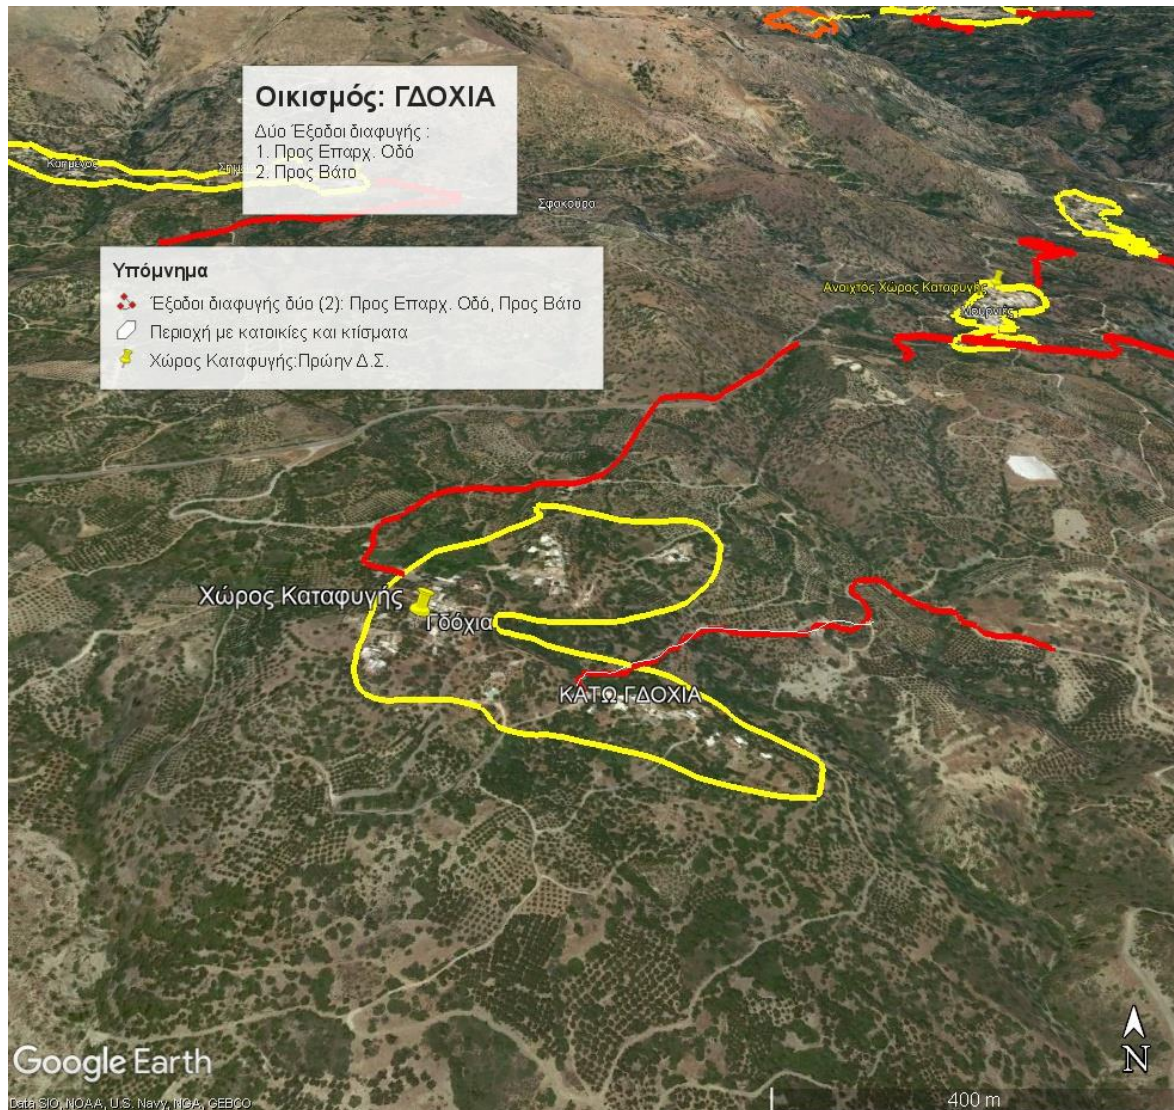 Οικισμός: ΓΔΟΧΙΑ
Δύο Έξοδοι διαφυγής :
1. Προς Επαρχ. Οδό
2. Προς Βάτο
Σφακούρα
Υπόμνημα
Έξοδοι διαφυγής δύο (2): Προς Επαρχ. Οδό, Προς Βάτο
Περιοχή με κατοικίες και κτίσματα
Χώρος Καταφυγής:Πρώην Δ.Σ.
Ανοιχτός Χώρος Καταφυγής
Χώρος Καταφυγής
Γδόχια
ΚΑΤΩ ΓΔΟΧΙΑ
N
Google Earth
400 m
Data SIO, NOAA, U.S. Navy, NGA, GEBCO